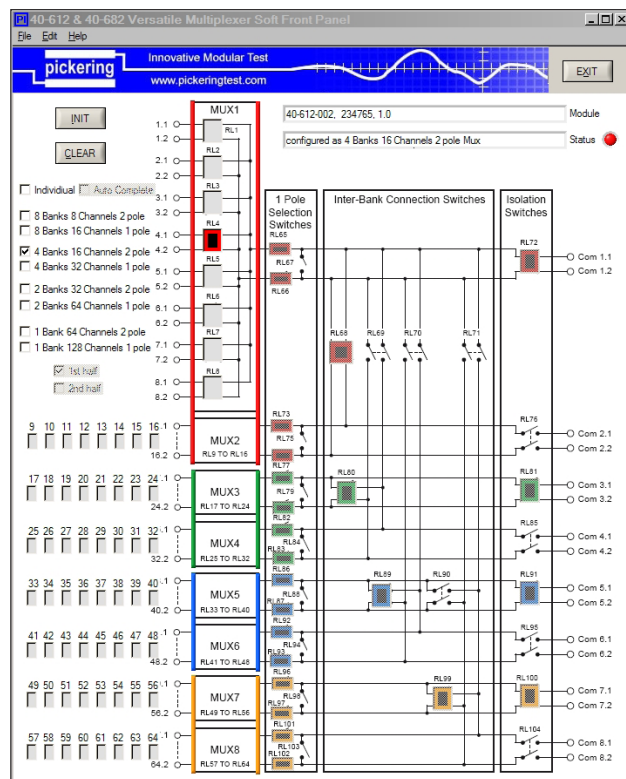 40-612 & 40-682 Versatile Multiplexer Soft Front Panel
File Edit Help
pickering
Innovative Modular Test
www.pickeringtest.com
EXIT
INIT
CLEAR
Individual
Auto Complete
8 Banks 8 Channels 2 pole
8 Banks 16 Channels 1 pole
4 Banks 16 Channels 2 pole
4 Banks 32 Channels 1 pole
2 Banks 32 Channels 2 pole
2 Banks 64 Channels 1 pole
1 Bank 64 Channels 2 pole
1 Bank 128 Channels 1 pole
1st half
2nd half
40-612-002, 234765, 1.0
Module
configured as 4 Banks 16 Channels 2 pole Mux
Status
MUX1
1.1
RL1
1.2
RL2
2.1
2.2
RL3
3.1
3.2
RL4
4.1
4.2
RL5
5.1
5.2
RL6
6.1
6.2
RL7
7.1
7.2
RL8
8.1
8.2
1 Pole
Selection
Switches
Inter-Bank Connection Switches
Isolation
Switches
RL65
RL67
RL66
RL72
Com 1.1
Com 1.2
RL68
RL69
RL70
RL71
9 10 11 12 13 14 15 16.1
16.2
MUX2
RL9 TO RL16
RL73
RL75
RL76
Com 2.1
Com 2.2
17 18 19 20 21 22 23 24.1
24.2
MUX3
RL17 TO RL24
RL77
RL79
RL80
RL81
Com 3.1
Com 3.2
25 26 27 28 29 30 31 32.1
32.2
MUX4
RL25 TO RL32
RL82
RL84
RL83
RL85
Com 4.1
Com 4.2
33 34 35 36 37 38 39 40.1
40.2
MUX5
RL33 TO RL40
RL86
RL88
RL87
RL89
RL90
RL91
Com 5.1
Com 5.2
41 42 43 44 45 46 47 48.1
48.2
MUX6
RL41 TO RL48
RL92
RL94
RL93
RL95
Com 6.1
Com 6.2
49 50 51 52 53 54 55 56.1
56.2
MUX7
RL49 TO RL56
RL96
RL98
RL97
RL99
RL100
Com 7.1
Com 7.2
57 58 59 60 61 62 63 64.1
64.2
MUX8
RL57 TO RL64
RL101
RL103
RL102
RL104
Com 8.1
Com 8.2